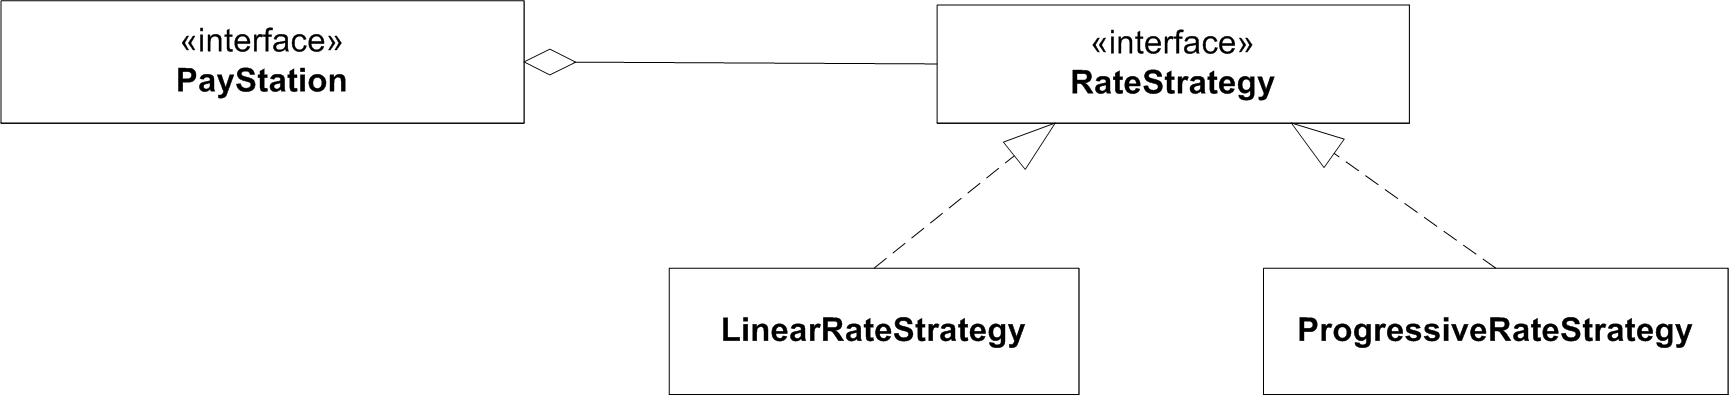 «interface»
PayStation
«interface»
RateStrategy
LinearRateStrategy
ProgressiveRateStrategy